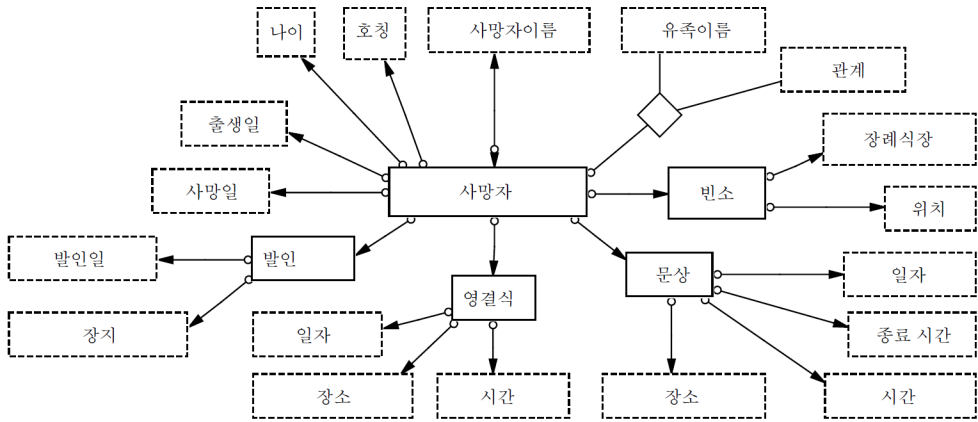 나이
호칭
사망자이름
유족이름
관계
출생일
장례식장
사망일
사망자
빈소
위치
발인일
발인
문상
일자
영결식
장지
일자
종료 시간
장소
시간
장소
시간